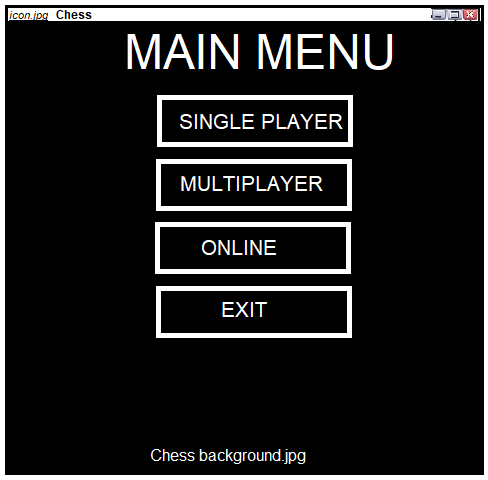 icon.jpg Chess
MAIN MENU
SINGLE PLAYER
MULTIPLAYER
ONLINE
EXIT
Chess background.jpg